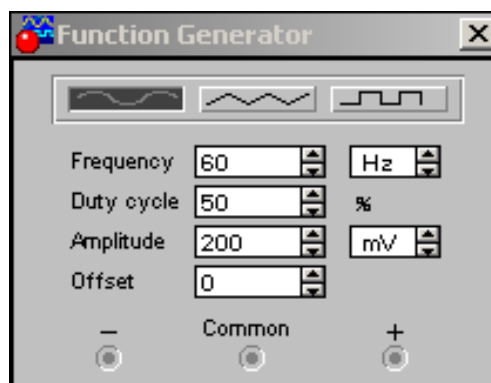 Function Generator
Frequency 60 Hz
Duty cycle 50 %
Amplitude 200 mV
Offset 0
− Common +